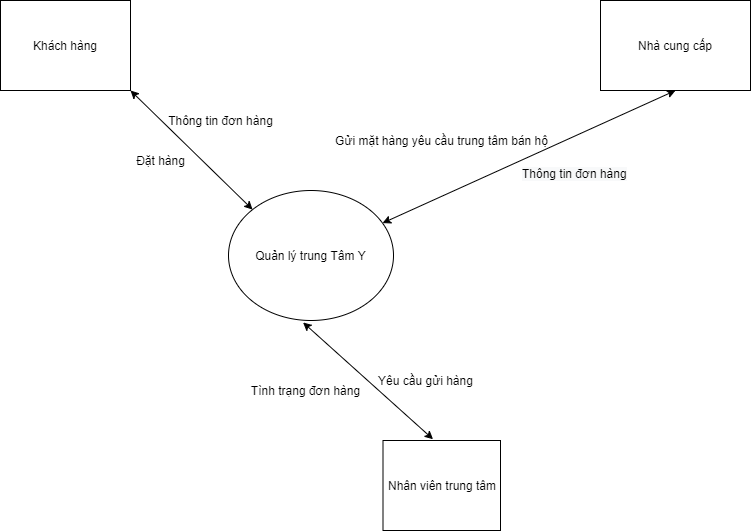 Khách hàng
Nhà cung cấp
Thông tin đơn hàng
Đặt hàng
Gửi mặt hàng yêu cầu trung tâm bán hộ
Thông tin đơn hàng
Quản lý trung Tâm Y
Tình trạng đơn hàng
Yêu cầu gửi hàng
Nhân viên trung tâm